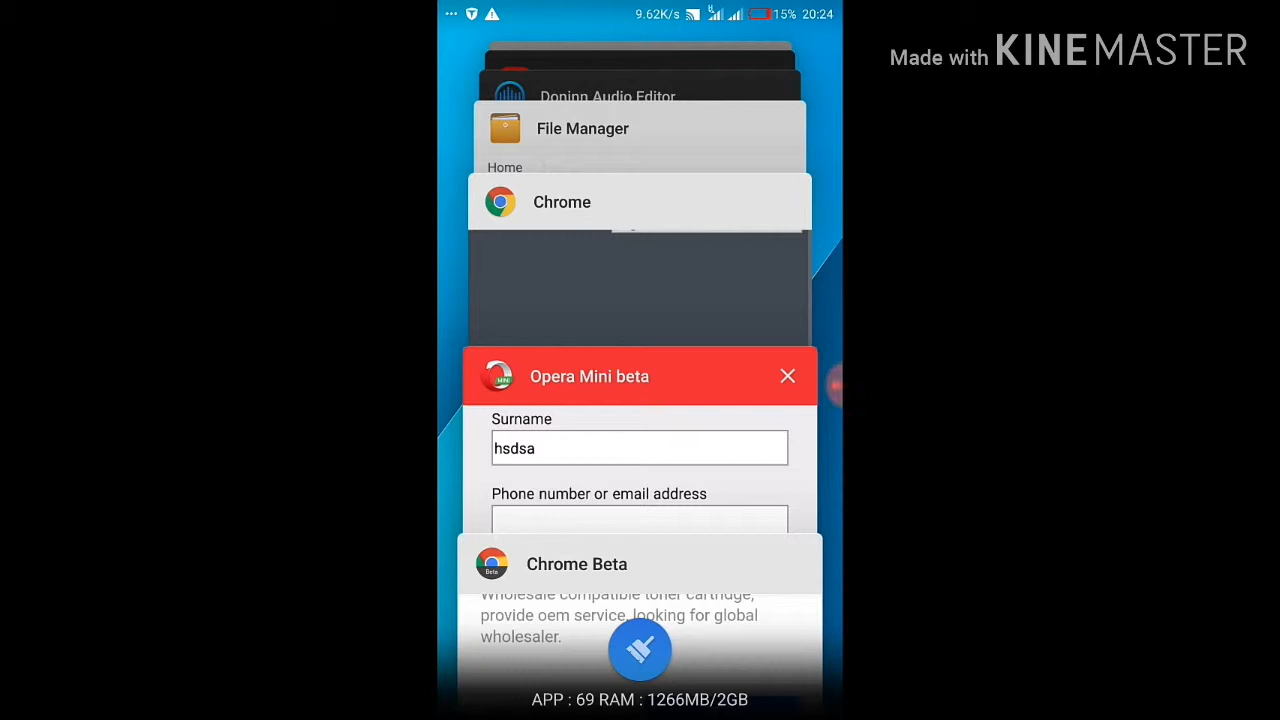 9.62K/s 15% 20:24
Made with KINEMASTER
Doninn Audio Editor
File Manager
Home
Chrome
Opera Mini beta
MINI
Surname
hsdsa
Phone number or email address
Chrome Beta
Beta
Wholesale compatible toner cartridge,
provide oem service, looking for global
wholesaler.
APP : 69 RAM : 1266MB/2GB